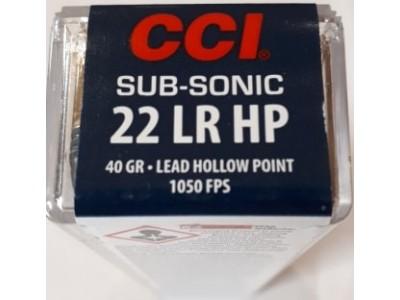 CCI®
SUB-SONIC
22 LR HP
40 GR • LEAD HOLLOW POINT
1050 FPS